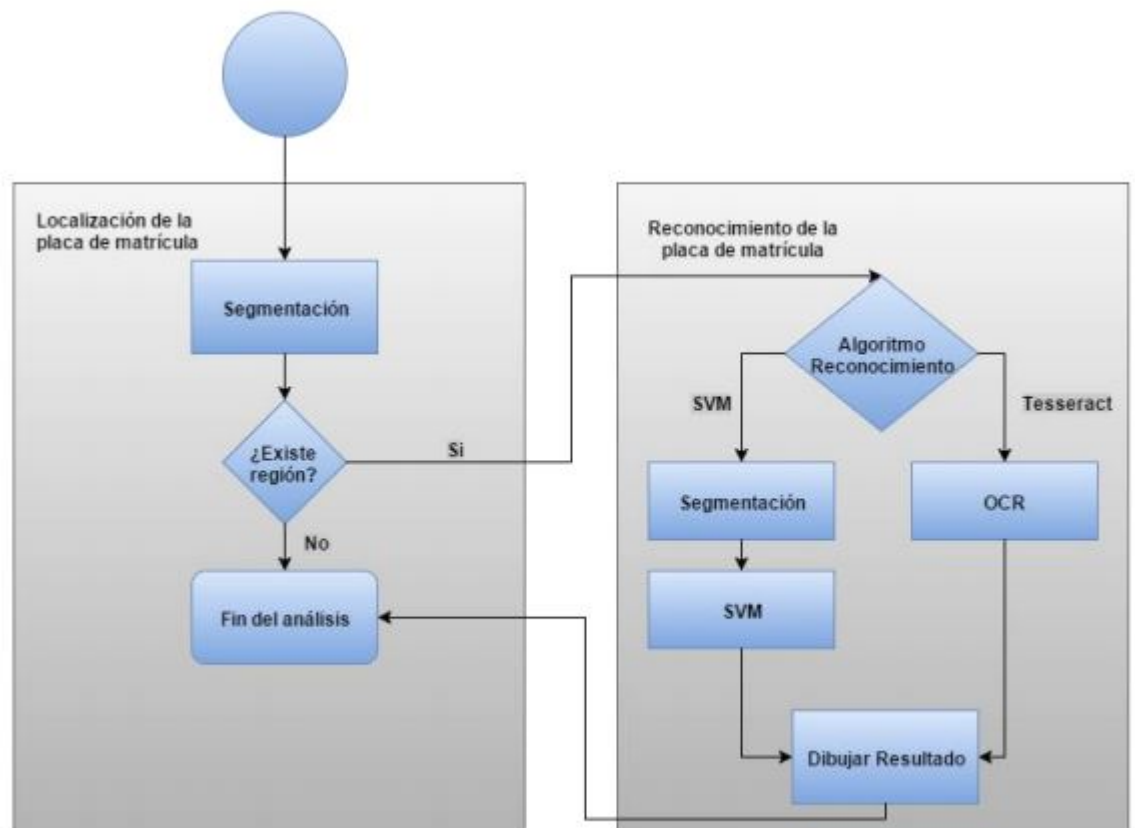 Localización de la
placa de matrícula
Segmentación
¿Existe
región?
Si
No
Fin del análisis
Reconocimiento de la
placa de matrícula
Algoritmo
Reconocimiento
SVM
Tesseract
Segmentación
OCR
SVM
Dibujar Resultado